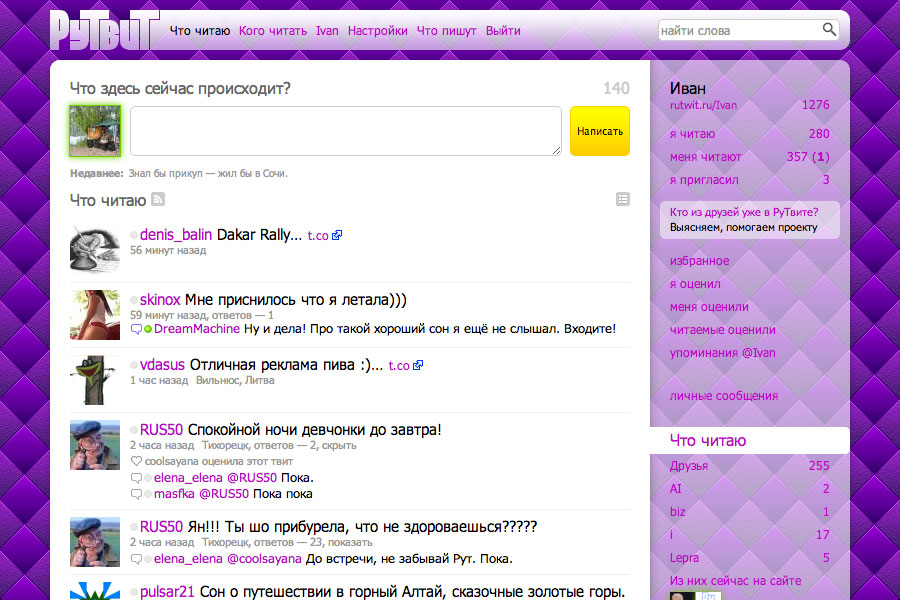 РуТвиТ
Что читаю Кого читать Ivan Настройки Что пишут Выйти
найти слова
Что здесь сейчас происходит?
140
Написать
Недавнее: Знал бы прикуп — жил бы в Сочи.
Что читаю
denis_balin Dakar Rally... t.co
56 минут назад
skinox Мне приснилось что я летала)))
59 минут назад, ответов — 1
DreamMachine Ну и дела! Про такой хороший сон я ещё не слышал. Входите!
vdasus Отличная реклама пива :)... t.co
1 час назад Вильнюс, Литва
RUS50 Спокойной ночи девчонки до завтра!
2 часа назад Тихорецк, ответов — 2, скрыть
coolsayana оценила этот твит
elena_elena @RUS50 Пока.
masfka @RUS50 Пока пока
RUS50 Ян!!! Ты шо прибурела, что не здороваешься?????
2 часа назад Тихорецк, ответов — 23, показать
elena_elena @coolsayana До встречи, не забывай Рут. Пока.
pulsar21 Сон о путешествии в горный Алтай, сказочные золотые горы.
Иван
rutwit.ru/Ivan 1276
я читаю 280
меня читают 357 (1)
я пригласил 3
Кто из друзей уже в РуТвите?
Выясняем, помогаем проекту
избранное
я оценил
меня оценили
читаемые оценили
упоминания @Ivan
личные сообщения
Что читаю
Друзья 255
AI 2
biz 1
i 17
Lepra 5
Из них сейчас на сайте